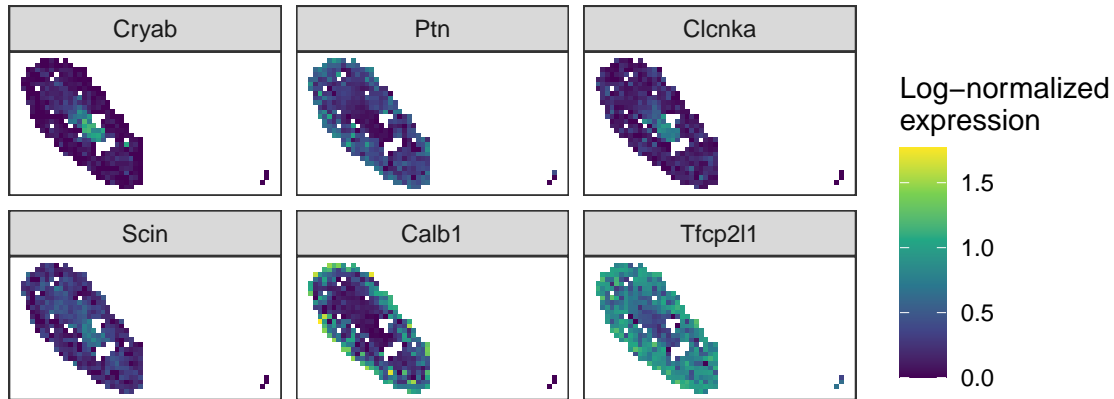 Cryab
Ptn
Clcnka
Scin
Calb1
Tfcp2l1
Log−normalized
expression
1.5
1.0
0.5
0.0